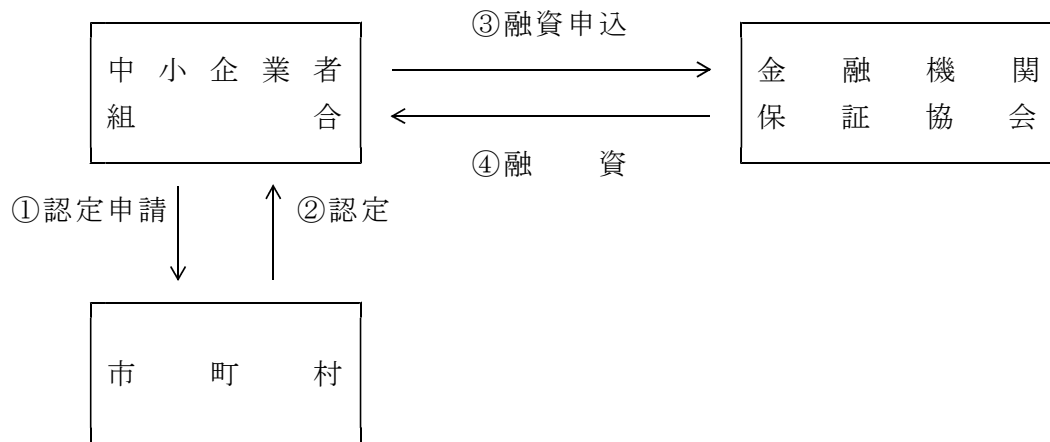 ③融資申込
中小企業者
組合
金融機関
保証協会
④融資
①認定申請
②認定
市町村